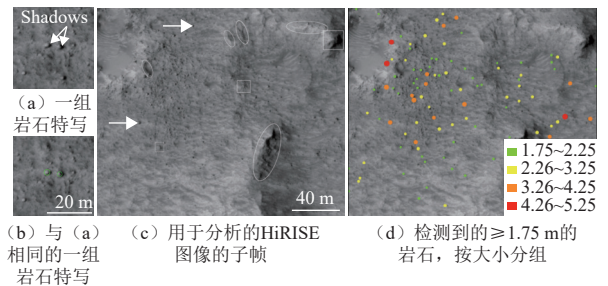 Shadows
（a）一组
岩石特写
20 m
（b）与（a）
相同的一组
岩石特写
40 m
（c）用于分析的HiRISE
图像的子帧
1.75~2.25
2.26~3.25
3.26~4.25
4.26~5.25
（d）检测到的≥1.75 m的
岩石，按大小分组